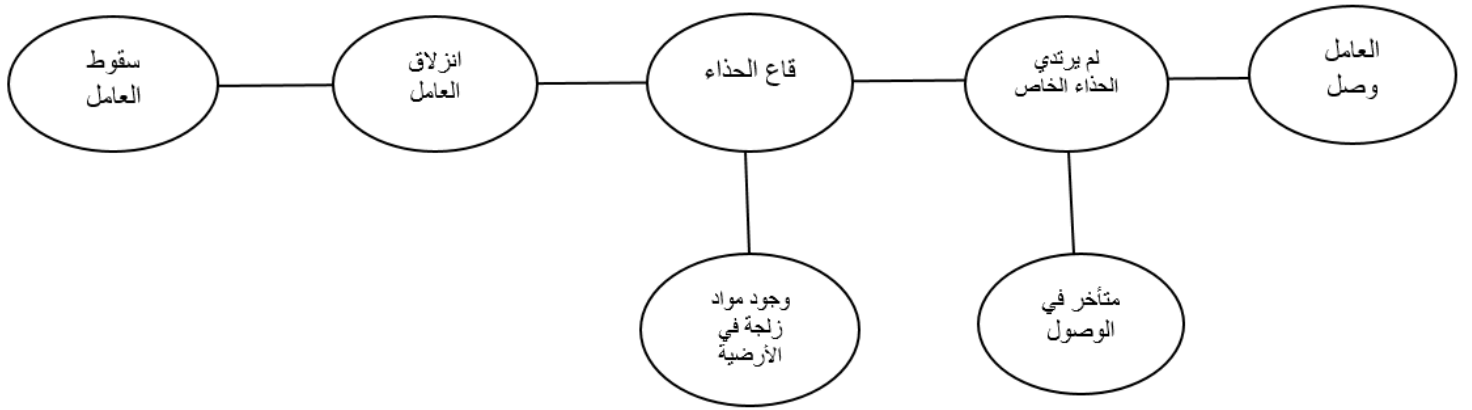 العامل
وصل
لم يرتدي
الحذاء الخاص
قاع الحذاء
انزلاق
العامل
سقوط
العامل
متأخر في
الوصول
وجود مواد
زلجة في
الأرضية